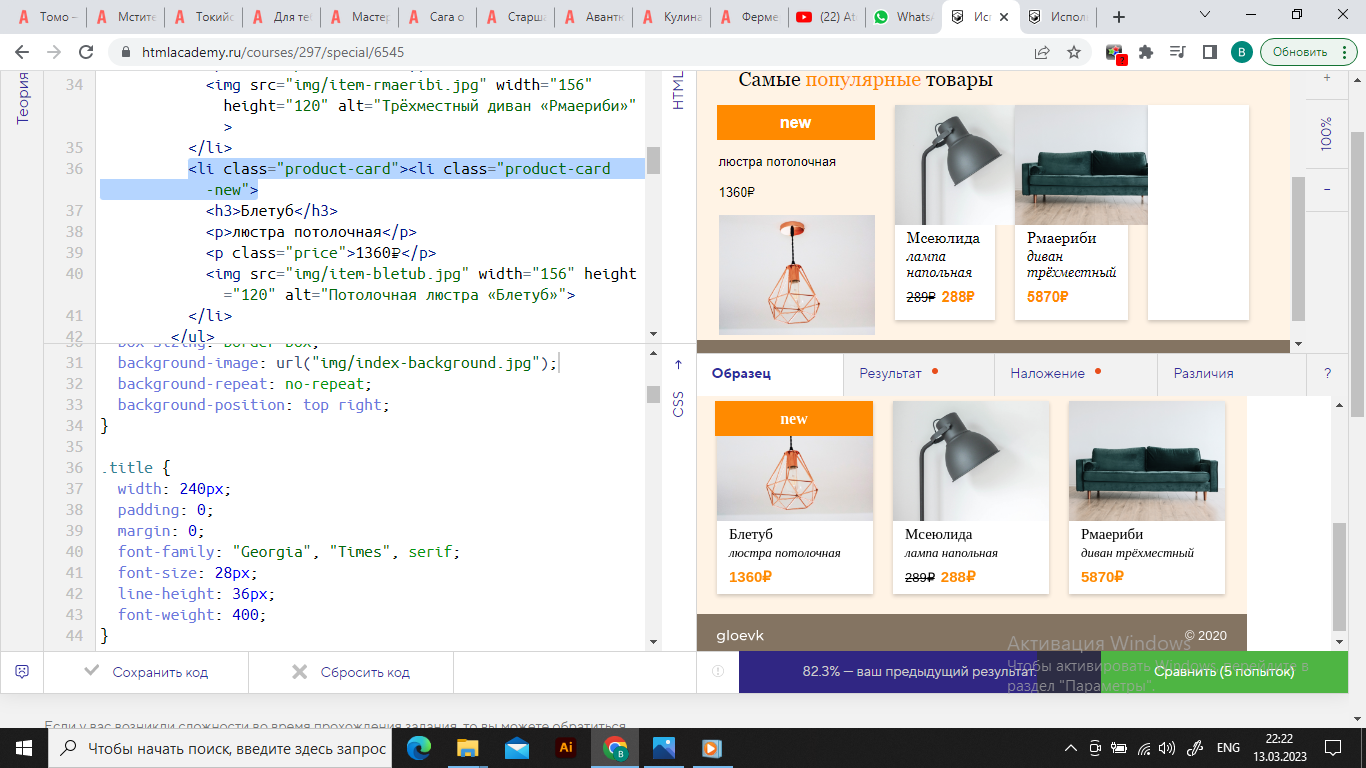 Томо –
Мстите
Токийс
Для те
Мастер
Сага о
Старша
Авантю
Кулина
Ферме
(22) At
WhatsA
Исп
Испол
htmlacademy.ru/courses/297/special/6545
?
B
Обновить
Теория
34
<img src="img/item-rmaeribi.jpg" width="156"
height="120" alt="Трёхместный диван «Рмаериби»"
>
35
</li>
36
<li class="product-card"><li class="product-card
-new">
37
<h3>Блетуб</h3>
38
<p>люстра потолочная</p>
39
<p class="price">1360₽</p>
40
<img src="img/item-bletub.jpg" width="156" height
="120" alt="Потолочная люстра «Блетуб»">
41
</li>
42
</ul>
HTML
30
box-sizing: border-box;
31
background-image: url("img/index-background.jpg");
32
background-repeat: no-repeat;
33
background-position: top right;
34
}
35
36
.title {
37
width: 240px;
38
padding: 0;
39
margin: 0;
40
font-family: "Georgia", "Times", serif;
41
font-size: 28px;
42
line-height: 36px;
43
font-weight: 400;
44
}
CSS
Сохранить код
Сбросить код
Самые популярные товары
new
люстра потолочная
1360₽
Мсеюлида
лампа
напольная
289₽ 288₽
Рмаериби
диван
трёхместный
5870₽
+
100%
–
Образец
Результат
Наложение
Различия
?
new
Блетуб
люстра потолочная
1360₽
Мсеюлида
лампа напольная
289₽ 288₽
Рмаериби
диван трёхместный
5870₽
gloevk
© 2020
82.3% — ваш предыдущий результат.
Сравнить (5 попыток)
Активация Windows
Чтобы активировать Windows, перейдите в
раздел "Параметры".
Если у вас возникли сложности во время прохождения задания, то вы можете обратиться
Чтобы начать поиск, введите здесь запрос
Ai
B
ENG
22:22
13.03.2023